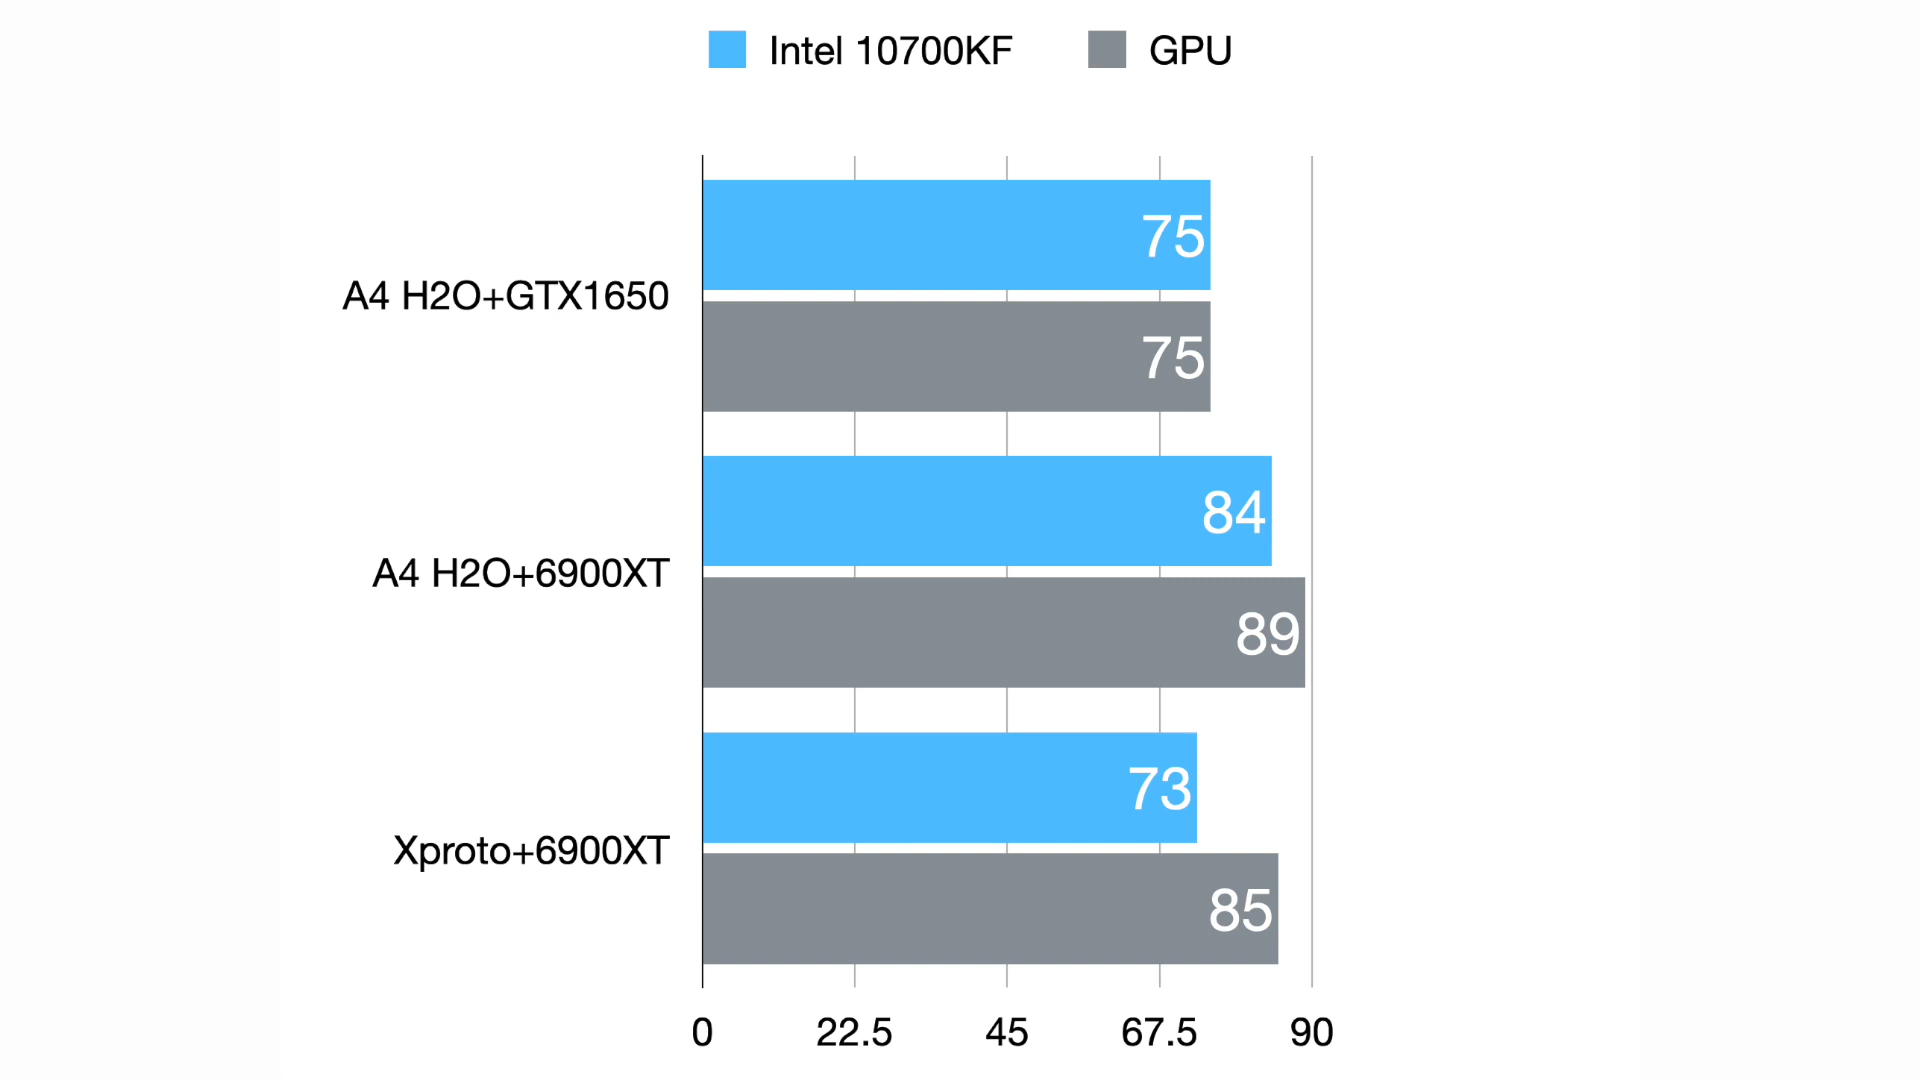 Intel 10700KF GPU
A4 H2O+GTX1650
75
75
A4 H2O+6900XT
84
89
Xproto+6900XT
73
85
0 22.5 45 67.5 90